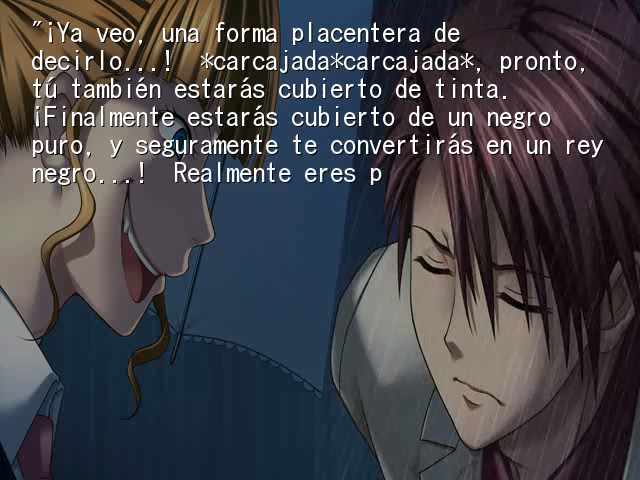 "¡Ya veo, una forma placentera de
decirlo...!  *carcajada*carcajada*, pronto,
tú también estarás cubierto de tinta.
¡Finalmente estarás cubierto de un negro
puro, y seguramente te convertirás en un rey
negro...!  Realmente eres p